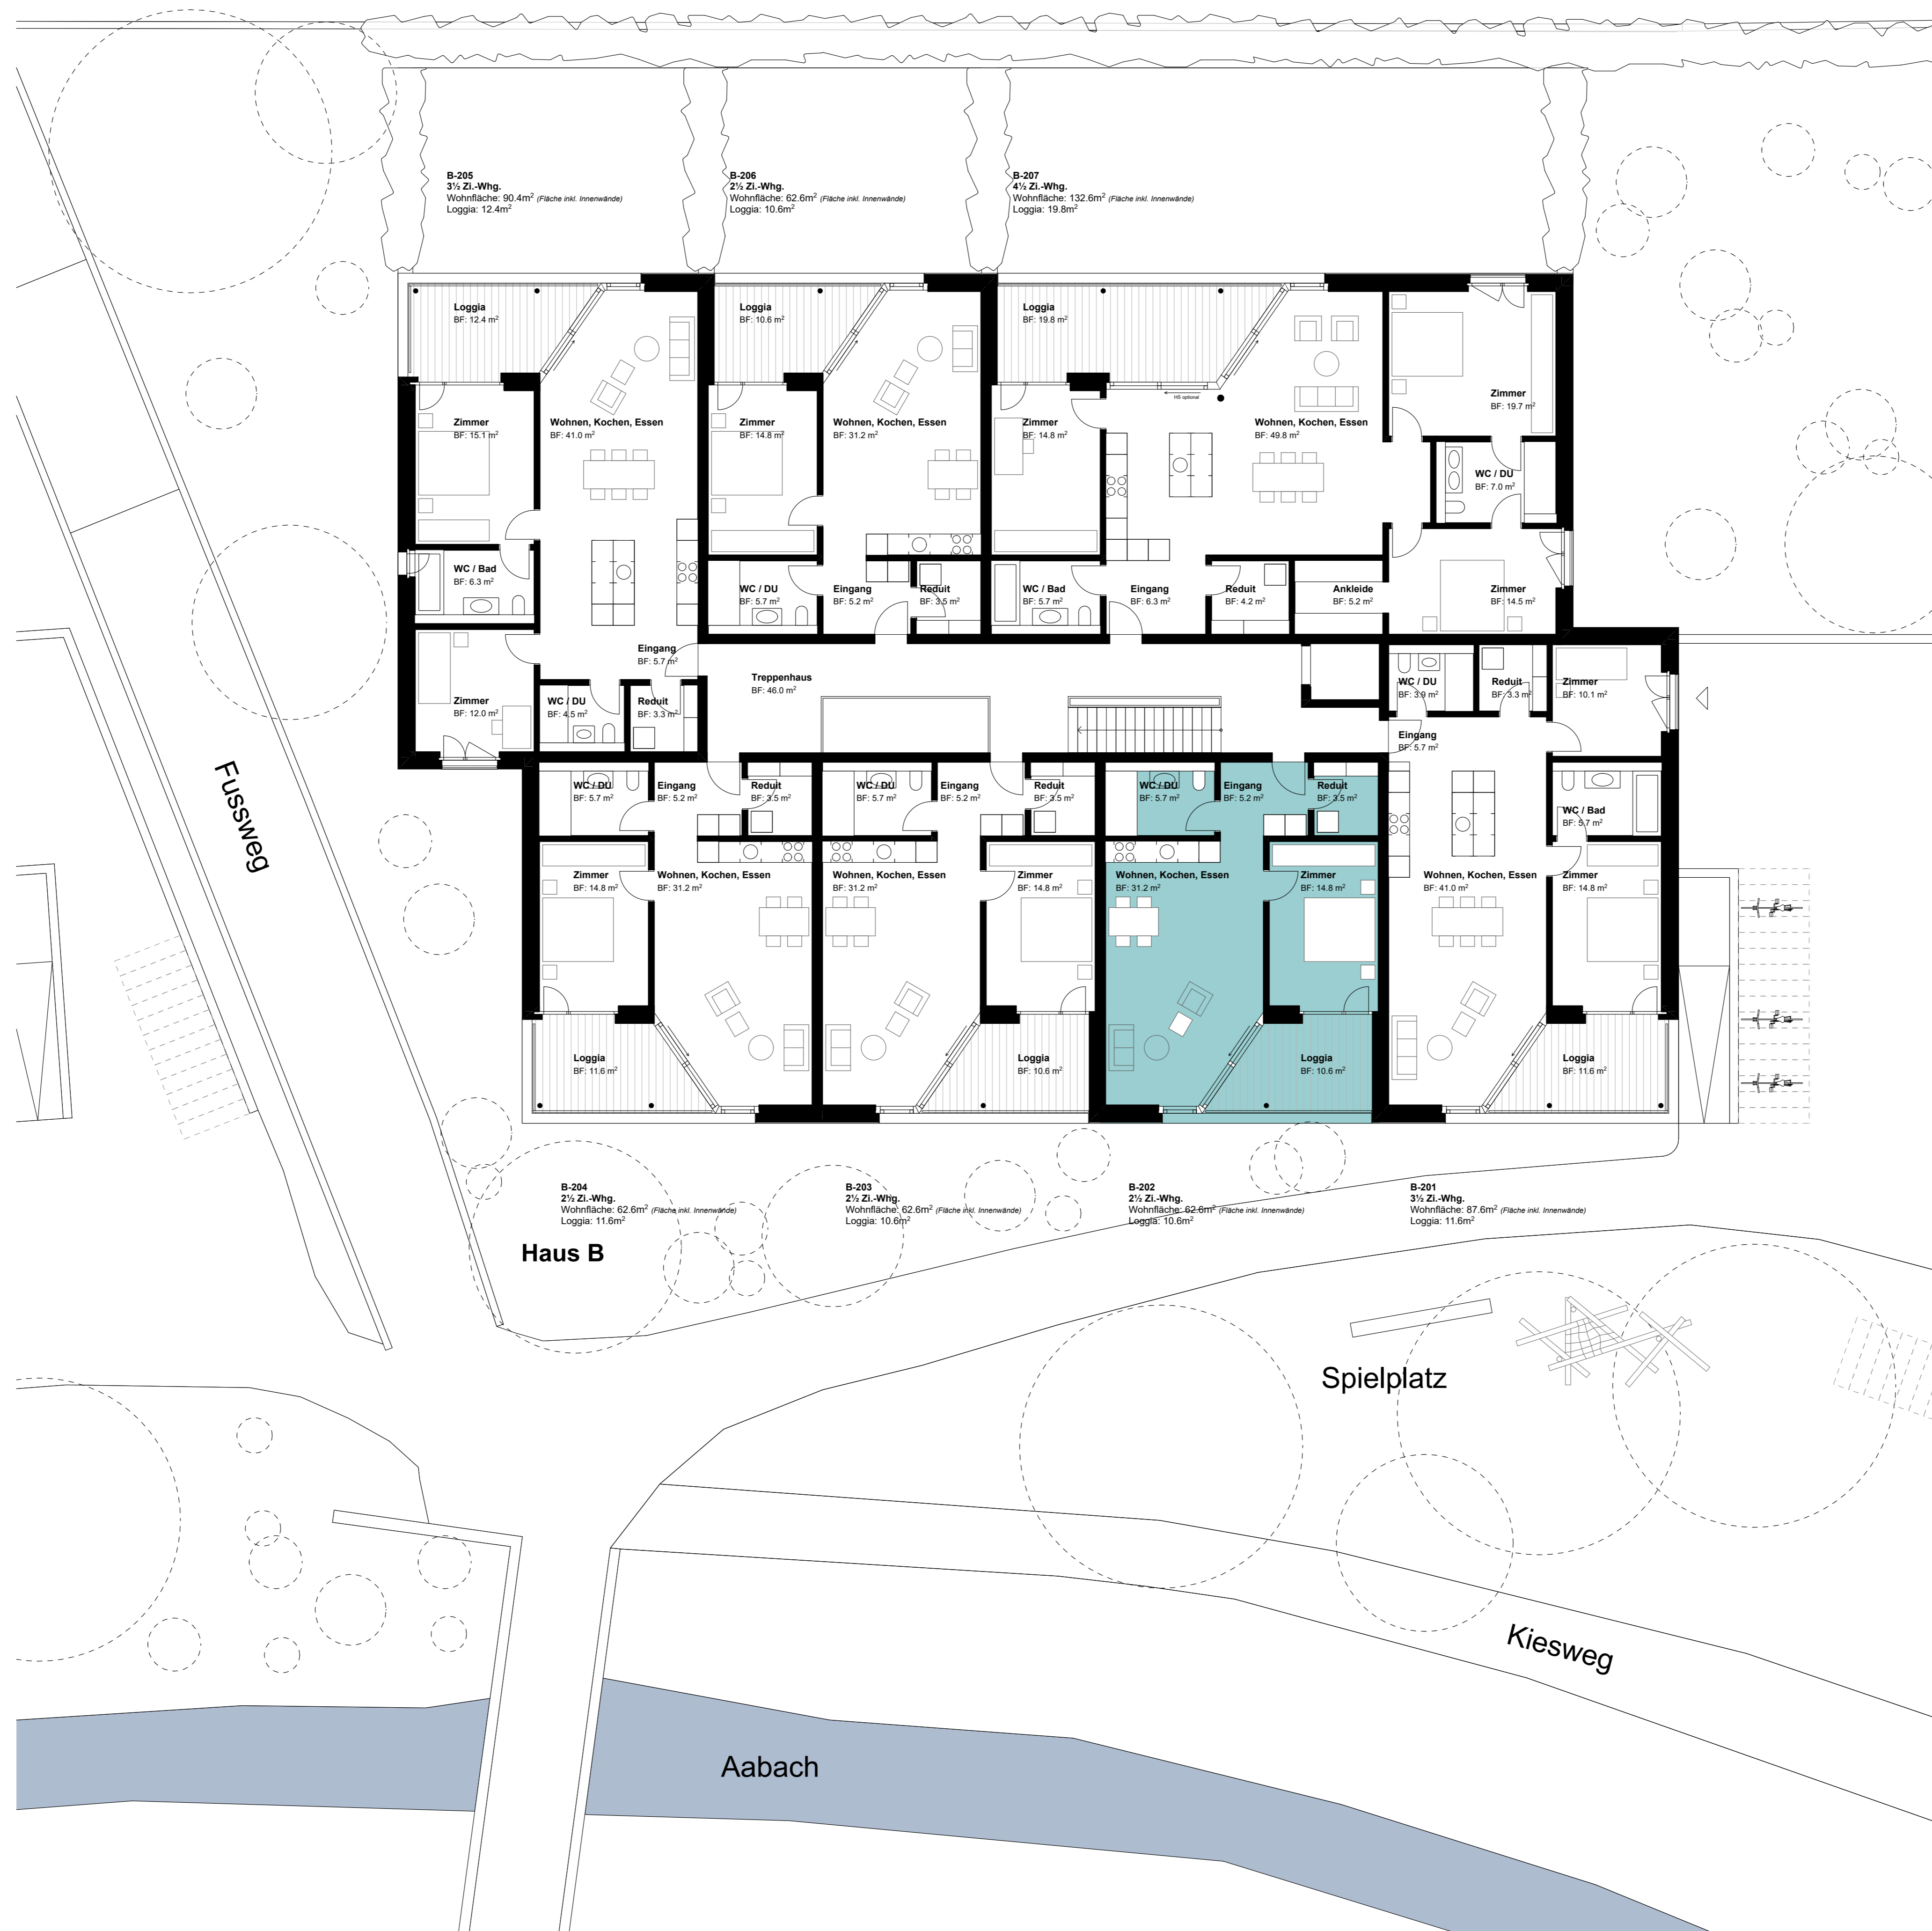 B-205
3½ Zi.-Whg.
Wohnfläche: 90.4m² (Fläche inkl. Innenwände)
Loggia: 12.4m²
B-206
2½ Zi.-Whg.
Wohnfläche: 62.6m² (Fläche inkl. Innenwände)
Loggia: 10.6m²
B-207
4½ Zi.-Whg.
Wohnfläche: 132.6m² (Fläche inkl. Innenwände)
Loggia: 19.8m²
Loggia
BF: 12.4 m²
Loggia
BF: 10.6 m²
Loggia
BF: 19.8 m²
HS optional
Zimmer
BF: 19.7 m²
Zimmer
BF: 15.1 m²
Wohnen, Kochen, Essen
BF: 41.0 m²
Zimmer
BF: 14.8 m²
Wohnen, Kochen, Essen
BF: 31.2 m²
Zimmer
BF: 14.8 m²
Wohnen, Kochen, Essen
BF: 49.8 m²
WC / DU
BF: 7.0 m²
WC / Bad
BF: 6.3 m²
WC / DU
BF: 5.7 m²
Eingang
BF: 5.2 m²
Reduit
BF: 3.5 m²
WC / Bad
BF: 5.7 m²
Eingang
BF: 6.3 m²
Reduit
BF: 4.2 m²
Ankleide
BF: 5.2 m²
Zimmer
BF: 14.5 m²
Eingang
BF: 5.7 m²
Treppenhaus
BF: 46.0 m²
WC / DU
BF: 3.9 m²
Reduit
BF: 3.3 m²
Zimmer
BF: 10.1 m²
Zimmer
BF: 12.0 m²
WC / DU
BF: 4.5 m²
Reduit
BF: 3.3 m²
Eingang
BF: 5.7 m²
Fussweg
WC / DU
BF: 5.7 m²
Eingang
BF: 5.2 m²
Reduit
BF: 3.5 m²
WC / DU
BF: 5.7 m²
Eingang
BF: 5.2 m²
Reduit
BF: 3.5 m²
WC / DU
BF: 5.7 m²
Eingang
BF: 5.2 m²
Reduit
BF: 3.5 m²
WC / Bad
BF: 5.7 m²
Zimmer
BF: 14.8 m²
Wohnen, Kochen, Essen
BF: 31.2 m²
Wohnen, Kochen, Essen
BF: 31.2 m²
Zimmer
BF: 14.8 m²
Wohnen, Kochen, Essen
BF: 31.2 m²
Zimmer
BF: 14.8 m²
Wohnen, Kochen, Essen
BF: 41.0 m²
Zimmer
BF: 14.8 m²
Loggia
BF: 11.6 m²
Loggia
BF: 10.6 m²
Loggia
BF: 10.6 m²
Loggia
BF: 11.6 m²
B-204
2½ Zi.-Whg.
Wohnfläche: 62.6m² (Fläche inkl. Innenwände)
Loggia: 11.6m²
B-203
2½ Zi.-Whg.
Wohnfläche: 62.6m² (Fläche inkl. Innenwände)
Loggia: 10.6m²
B-202
2½ Zi.-Whg.
Wohnfläche: 62.6m² (Fläche inkl. Innenwände)
Loggia: 10.6m²
B-201
3½ Zi.-Whg.
Wohnfläche: 87.6m² (Fläche inkl. Innenwände)
Loggia: 11.6m²
Haus B
Spielplatz
Kiesweg
Aabach